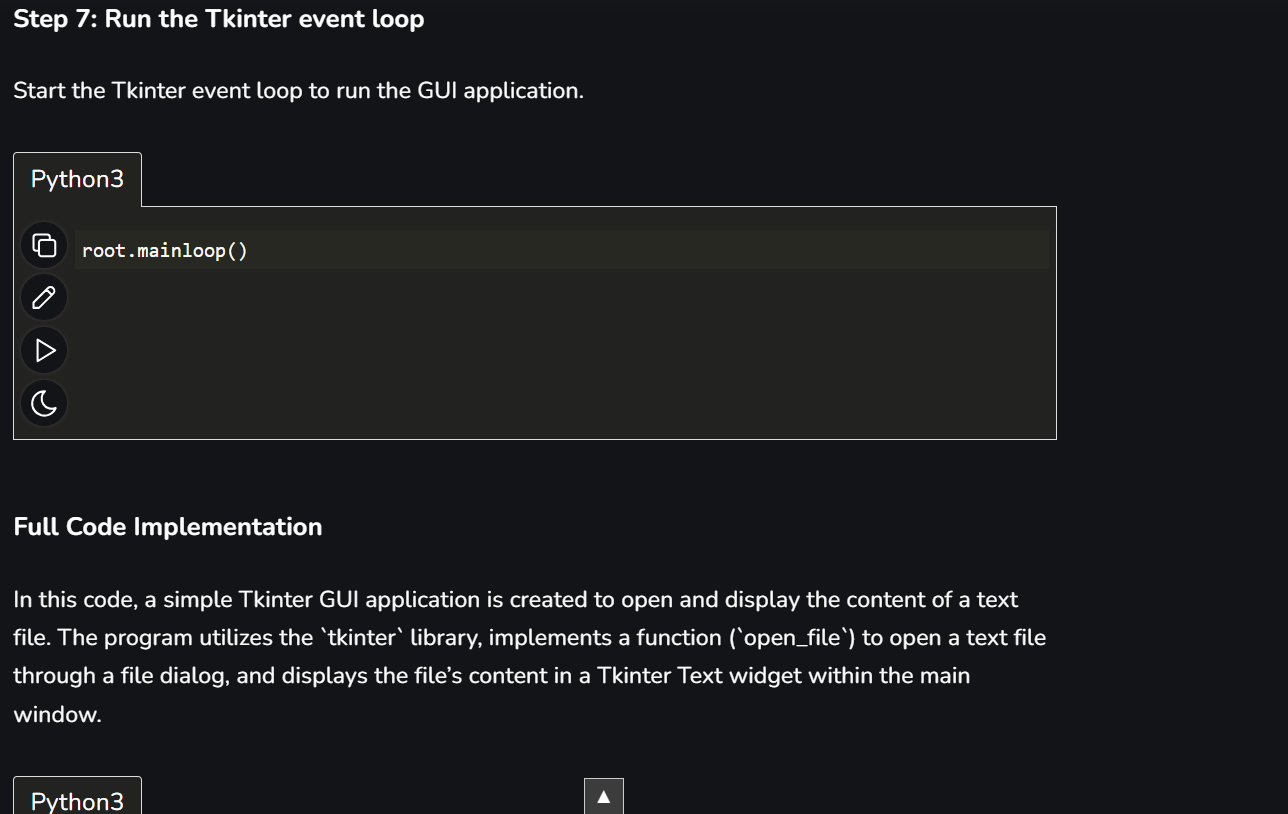 Step 7: Run the Tkinter event loop
Start the Tkinter event loop to run the GUI application.
Python3
root.mainloop()
Full Code Implementation
In this code, a simple Tkinter GUI application is created to open and display the content of a text
file. The program utilizes the `tkinter` library, implements a function (`open_file`) to open a text file
through a file dialog, and displays the file’s content in a Tkinter Text widget within the main
window.
Python3